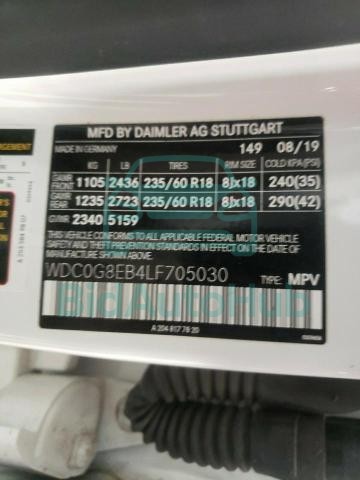 MFD BY DAIMLER AG STUTTGART
MADE IN GERMANY 149 08/19
KG LB TIRES RIM SIZE COLD KPA(PSI)
GAWR FRONT 1105 2436 235/60 R18 8Jx18 240(35)
GAWR REAR 1235 2723 235/60 R18 8Jx18 290(42)
GVWR 2340 5159
THIS VEHICLE CONFORMS TO ALL APPLICABLE FEDERAL MOTOR VEHICLE
SAFETY AND THEFT PREVENTION STANDARDS IN EFFECT ON THE DATE
OF MANUFACTURE SHOWN ABOVE.
WDC0G8EB4LF705030 TYPE: MPV
Bid AutoHub
A 204 817 78 20